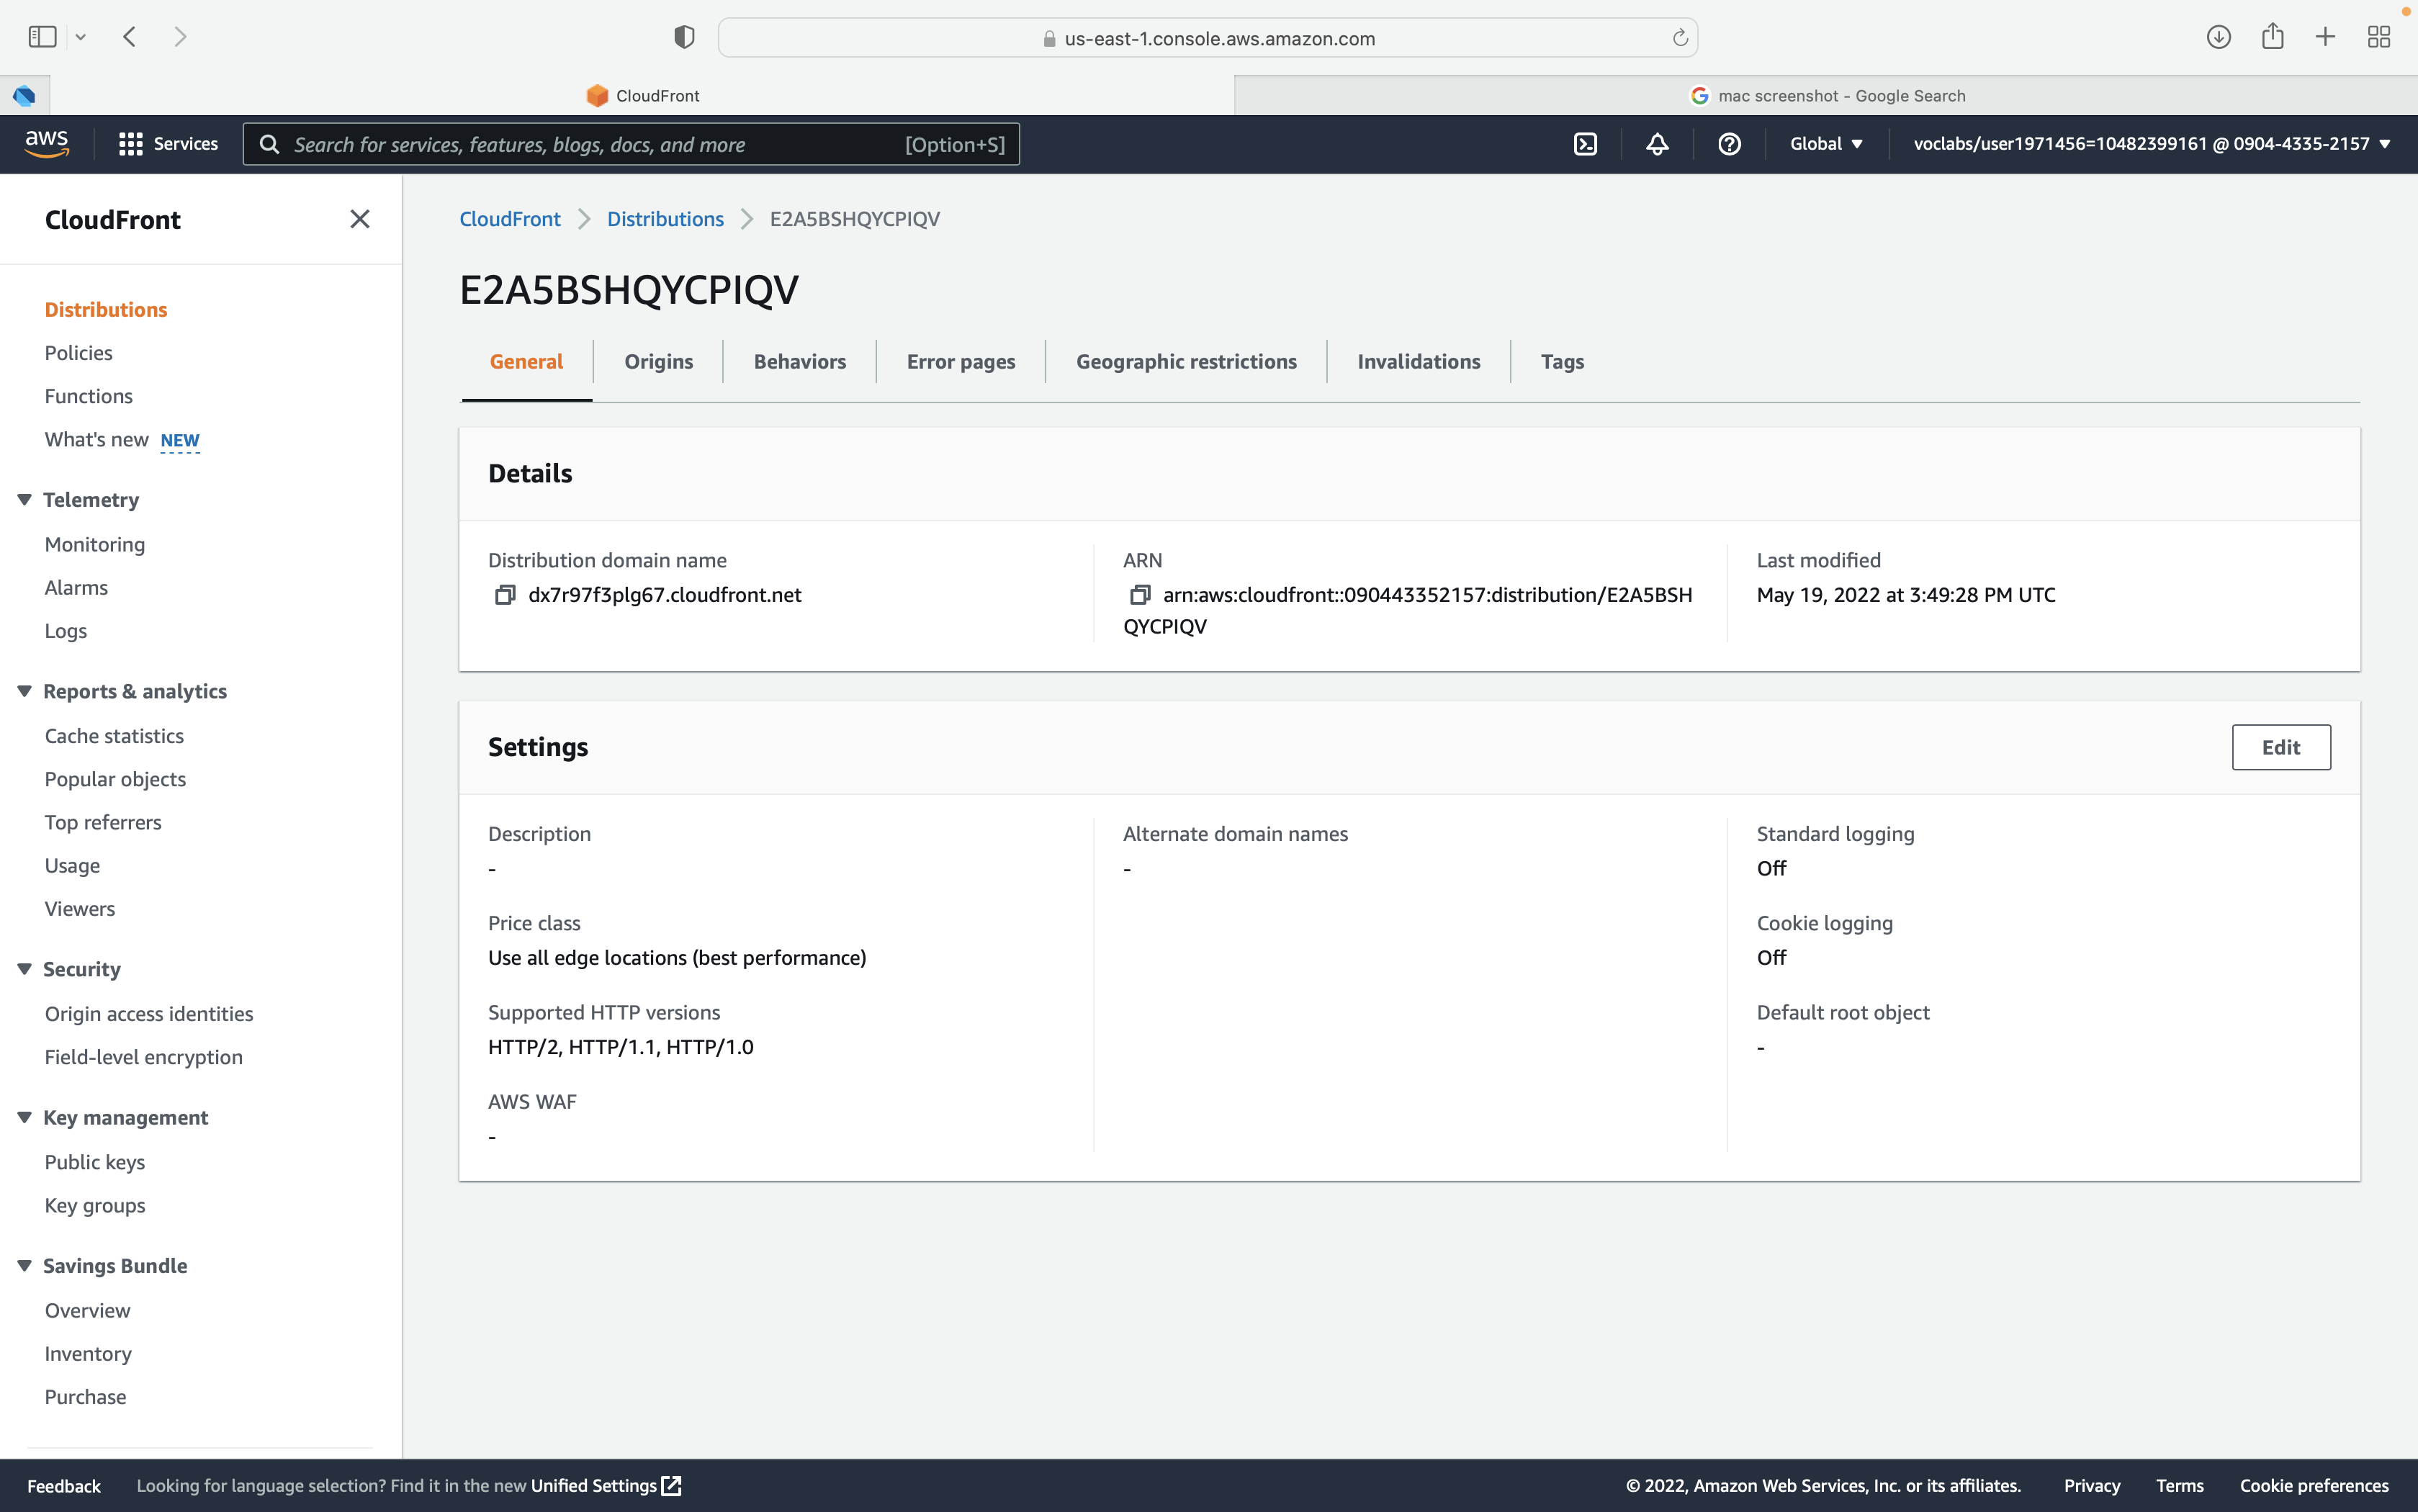 us-east-1.console.aws.amazon.com
CloudFront
mac screenshot - Google Search
aws
Services
Search for services, features, blogs, docs, and more
[Option+S]
Global
voclabs/user1971456=10482399161 @ 0904-4335-2157
CloudFront
Distributions
Policies
Functions
What's new NEW
Telemetry
Monitoring
Alarms
Logs
Reports & analytics
Cache statistics
Popular objects
Top referrers
Usage
Viewers
Security
Origin access identities
Field-level encryption
Key management
Public keys
Key groups
Savings Bundle
Overview
Inventory
Purchase
CloudFront
Distributions
E2A5BSHQYCPIQV
E2A5BSHQYCPIQV
General
Origins
Behaviors
Error pages
Geographic restrictions
Invalidations
Tags
Details
Distribution domain name
dx7r97f3plg67.cloudfront.net
ARN
arn:aws:cloudfront::090443352157:distribution/E2A5BSH
QYCPIQV
Last modified
May 19, 2022 at 3:49:28 PM UTC
Settings
Edit
Description
-
Price class
Use all edge locations (best performance)
Supported HTTP versions
HTTP/2, HTTP/1.1, HTTP/1.0
AWS WAF
-
Alternate domain names
-
Standard logging
Off
Cookie logging
Off
Default root object
-
Feedback
Looking for language selection? Find it in the new Unified Settings
© 2022, Amazon Web Services, Inc. or its affiliates.
Privacy
Terms
Cookie preferences